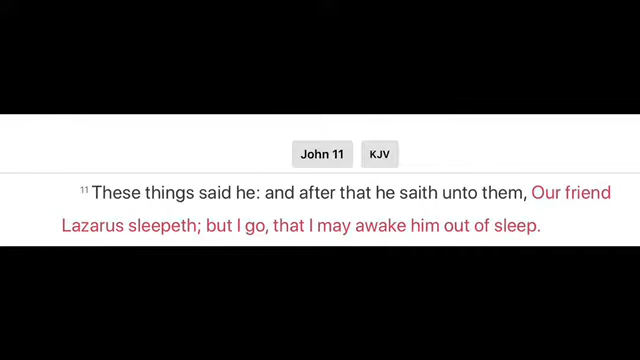 John 11 KJV
11 These things said he: and after that he saith unto them, Our friend
Lazarus sleepeth; but I go, that I may awake him out of sleep.